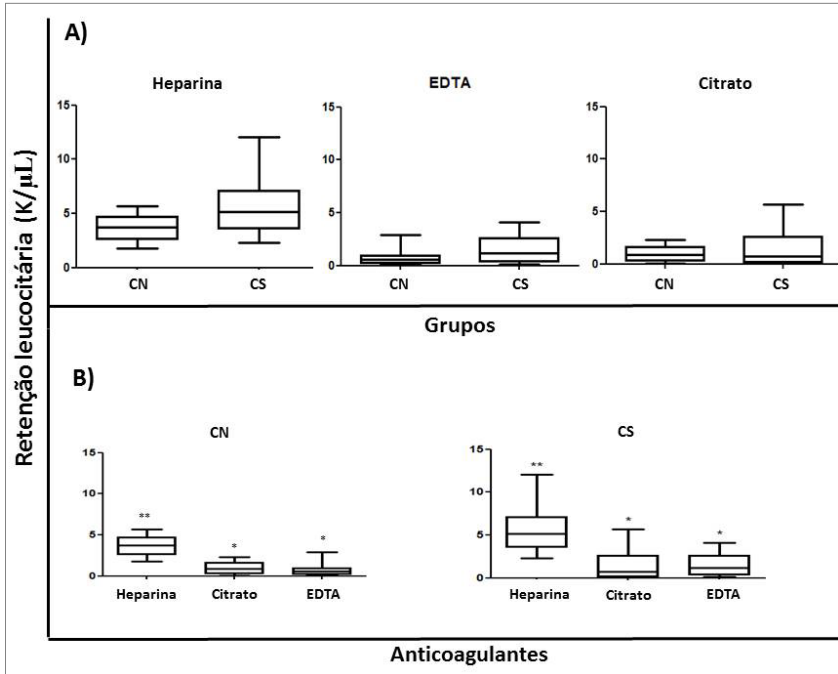 Retenção leucocitária (K/µL)
A)
Heparina
15
10
5
0
CN CS
EDTA
15
10
5
0
CN CS
Citrato
15
10
5
0
CN CS
Grupos
B)
CN
15
10
5
0
** * *
Heparina Citrato EDTA
CS
15
10
5
0
** * *
Heparina Citrato EDTA
Anticoagulantes